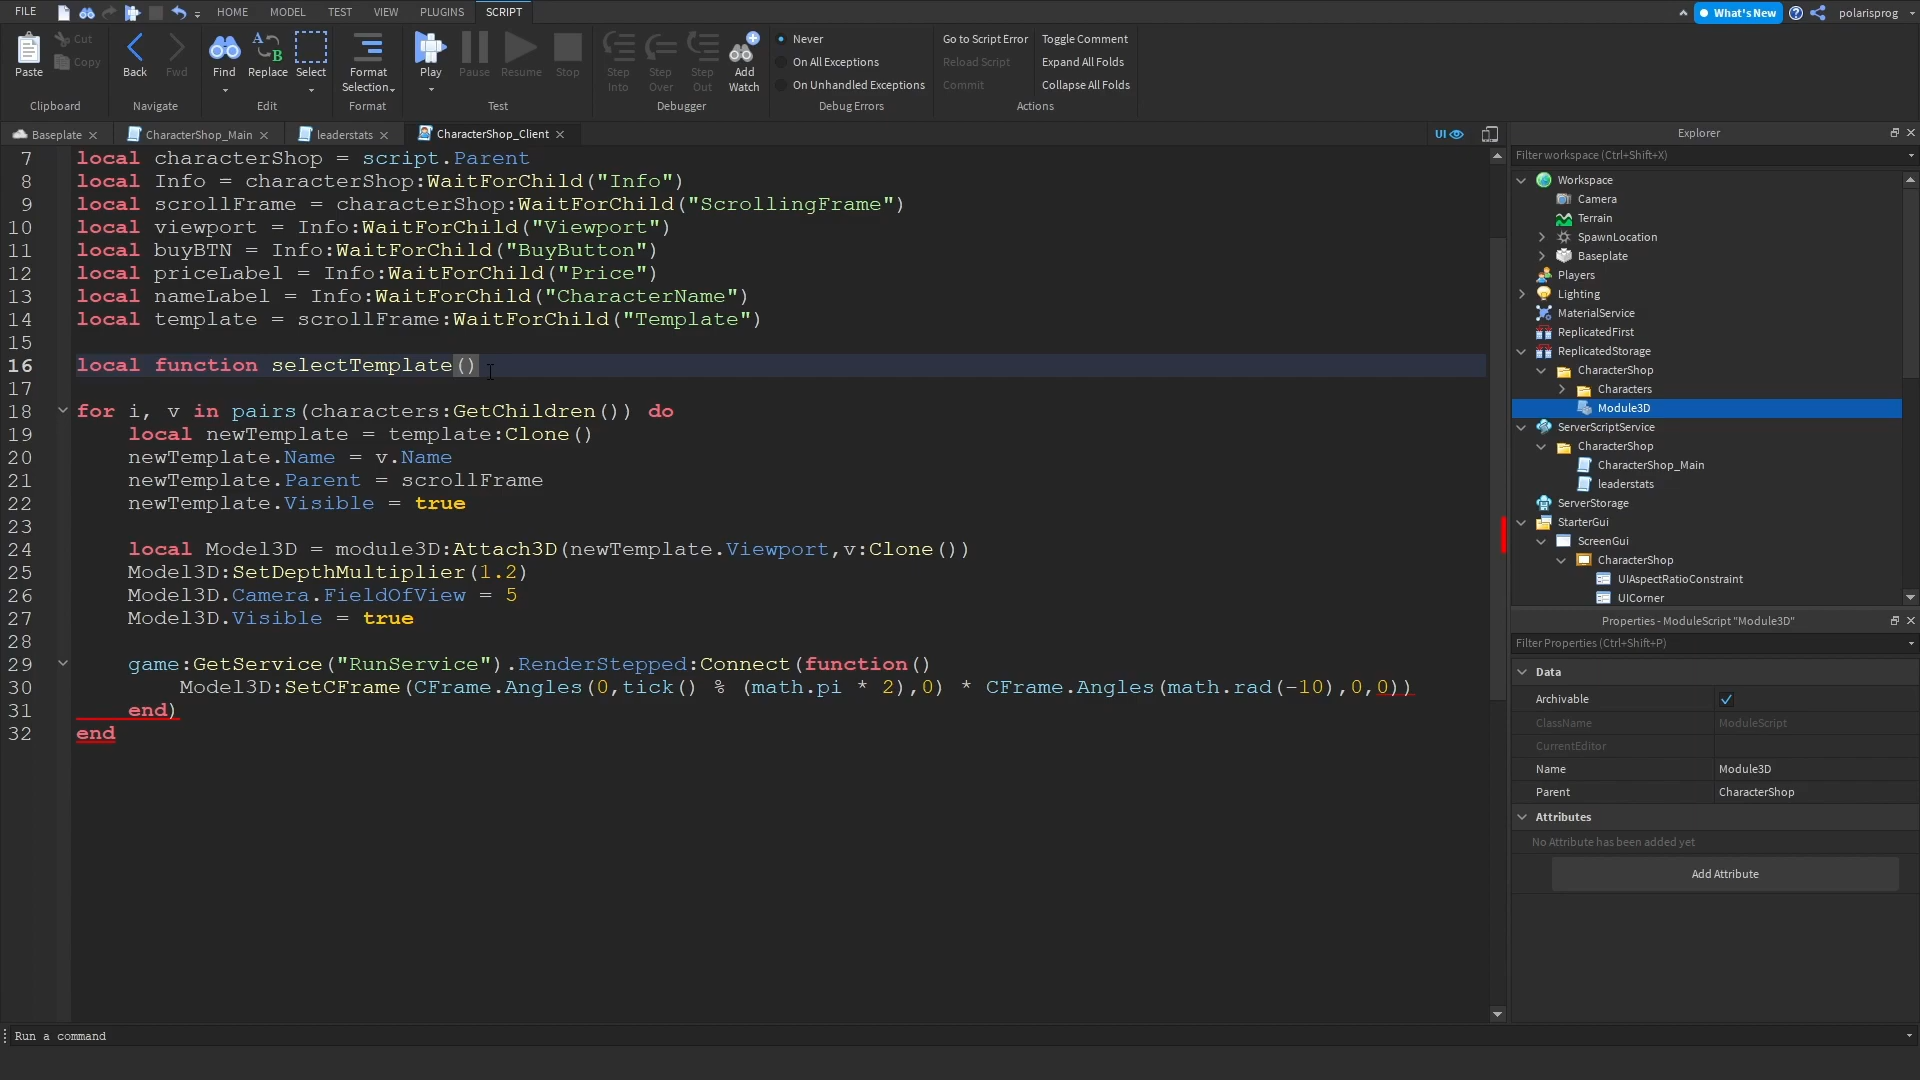 FILE HOME MODEL TEST VIEW PLUGINS SCRIPT What's New polarisprog
Paste Cut Copy Back Fwd Find Replace Select Format Selection Play Pause Resume Stop Step Into Step Over Step Out Add Watch
Never
On All Exceptions
On Unhandled Exceptions
Go to Script Error Toggle Comment
Reload Script Expand All Folds
Commit Collapse All Folds
Clipboard Navigate Edit Format Test Debugger Debug Errors Actions
Baseplate CharacterShop_Main leaderstats CharacterShop_Client UI
7 local characterShop = script.Parent
8 local Info = characterShop:WaitForChild("Info")
9 local scrollFrame = characterShop:WaitForChild("ScrollingFrame")
10 local viewport = Info:WaitForChild("Viewport")
11 local buyBTN = Info:WaitForChild("BuyButton")
12 local priceLabel = Info:WaitForChild("Price")
13 local nameLabel = Info:WaitForChild("CharacterName")
14 local template = scrollFrame:WaitForChild("Template")
15
16 local function selectTemplate()
17
18 for i, v in pairs(characters:GetChildren()) do
19 local newTemplate = template:Clone()
20 newTemplate.Name = v.Name
21 newTemplate.Parent = scrollFrame
22 newTemplate.Visible = true
23
24 local Model3D = module3D:Attach3D(newTemplate.Viewport,v:Clone())
25 Model3D:SetDepthMultiplier(1.2)
26 Model3D.Camera.FieldOfView = 5
27 Model3D.Visible = true
28
29 game:GetService("RunService").RenderStepped:Connect(function()
30 Model3D:SetCFrame(CFrame.Angles(0,tick() % (math.pi * 2),0) * CFrame.Angles(math.rad(-10),0,0))
31 end)
32 end
Explorer
Filter workspace (Ctrl+Shift+X)
Workspace
Camera
Terrain
SpawnLocation
Baseplate
Players
Lighting
MaterialService
ReplicatedFirst
ReplicatedStorage
CharacterShop
Characters
Module3D
ServerScriptService
CharacterShop
CharacterShop_Main
leaderstats
ServerStorage
StarterGui
ScreenGui
CharacterShop
UIAspectRatioConstraint
UICorner
Properties - ModuleScript "Module3D"
Filter Properties (Ctrl+Shift+P)
Data
Archivable
ClassName ModuleScript
CurrentEditor
Name Module3D
Parent CharacterShop
Attributes
No Attribute has been added yet
Add Attribute
Run a command